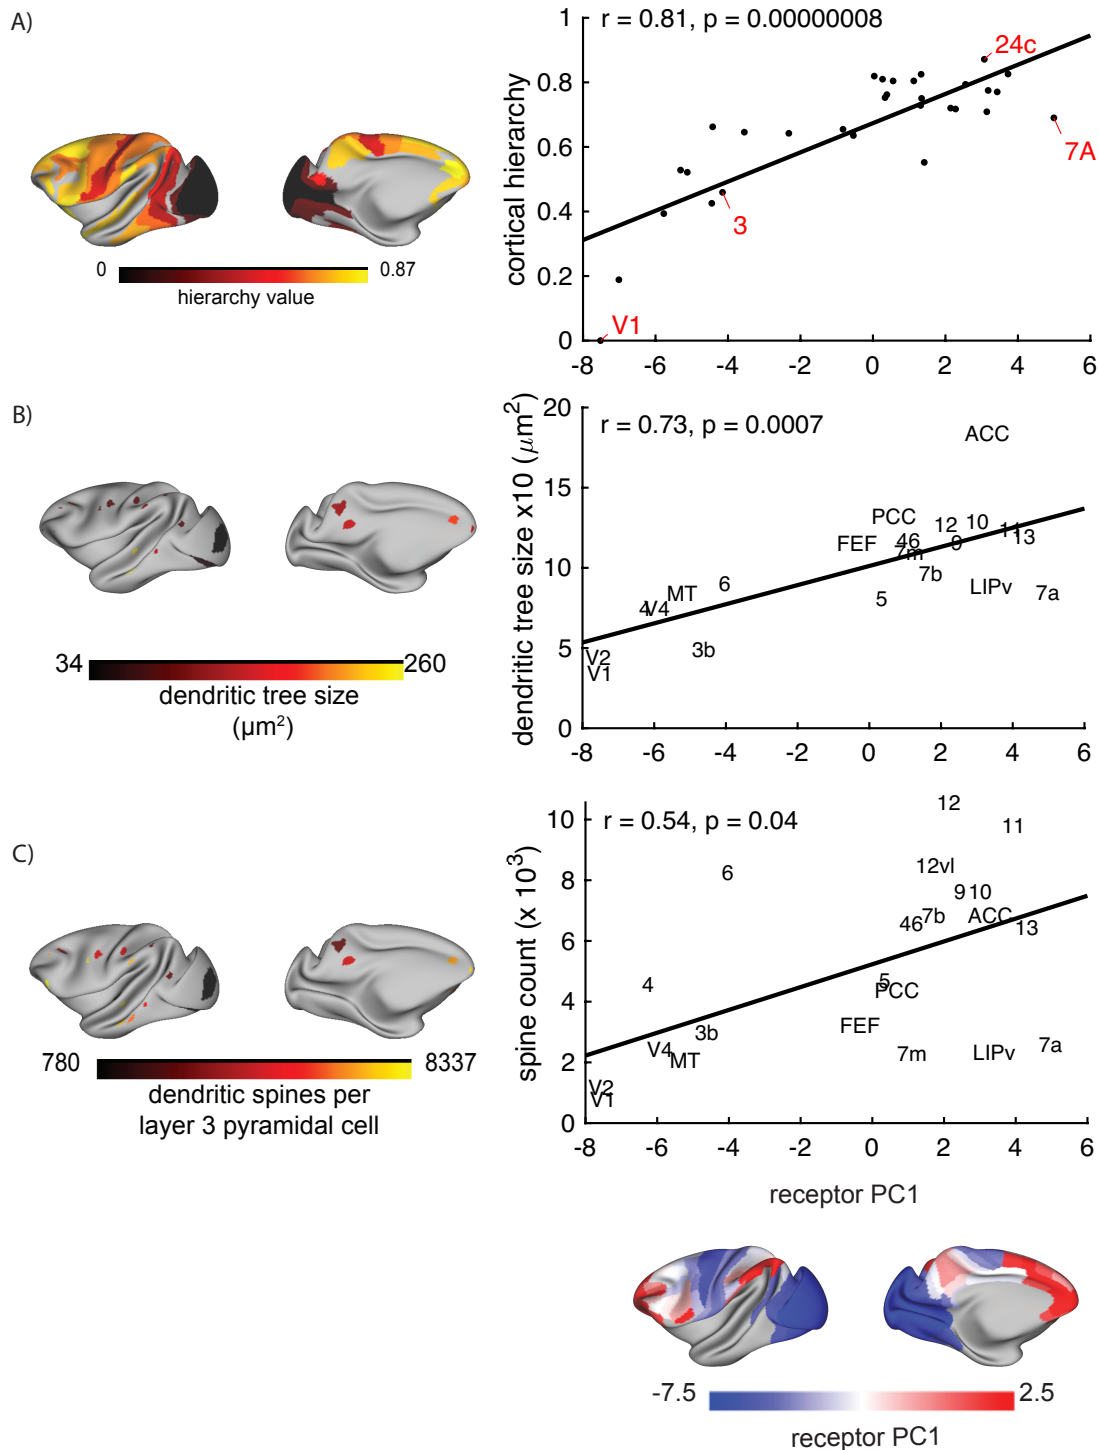 A)
r = 0.81, p = 0.00000008
24c
7A
3
V1
cortical hierarchy
1
0.8
0.6
0.4
0.2
0
-8 -6 -4 -2 0 2 4 6
0 0.87
hierarchy value
B)
r = 0.73, p = 0.0007
dendritic tree size x10 (μm²)
20
15
10
5
0
ACC
PCC
12
10
11
13
FEF
46
9
7m
7b
5
LIPv
7a
6
MT
4
V4
3b
V2
V1
-8 -6 -4 -2 0 2 4 6
34 260
dendritic tree size
(µm²)
C)
r = 0.54, p = 0.04
spine count (x 10³)
10
8
6
4
2
0
12
11
6
12vl
9
10
7b
46
ACC
13
4
5
PCC
FEF
3b
V4
MT
7m
LIPv
7a
V2
V1
-8 -6 -4 -2 0 2 4 6
780 8337
dendritic spines per
layer 3 pyramidal cell
receptor PC1
-7.5 2.5
receptor PC1